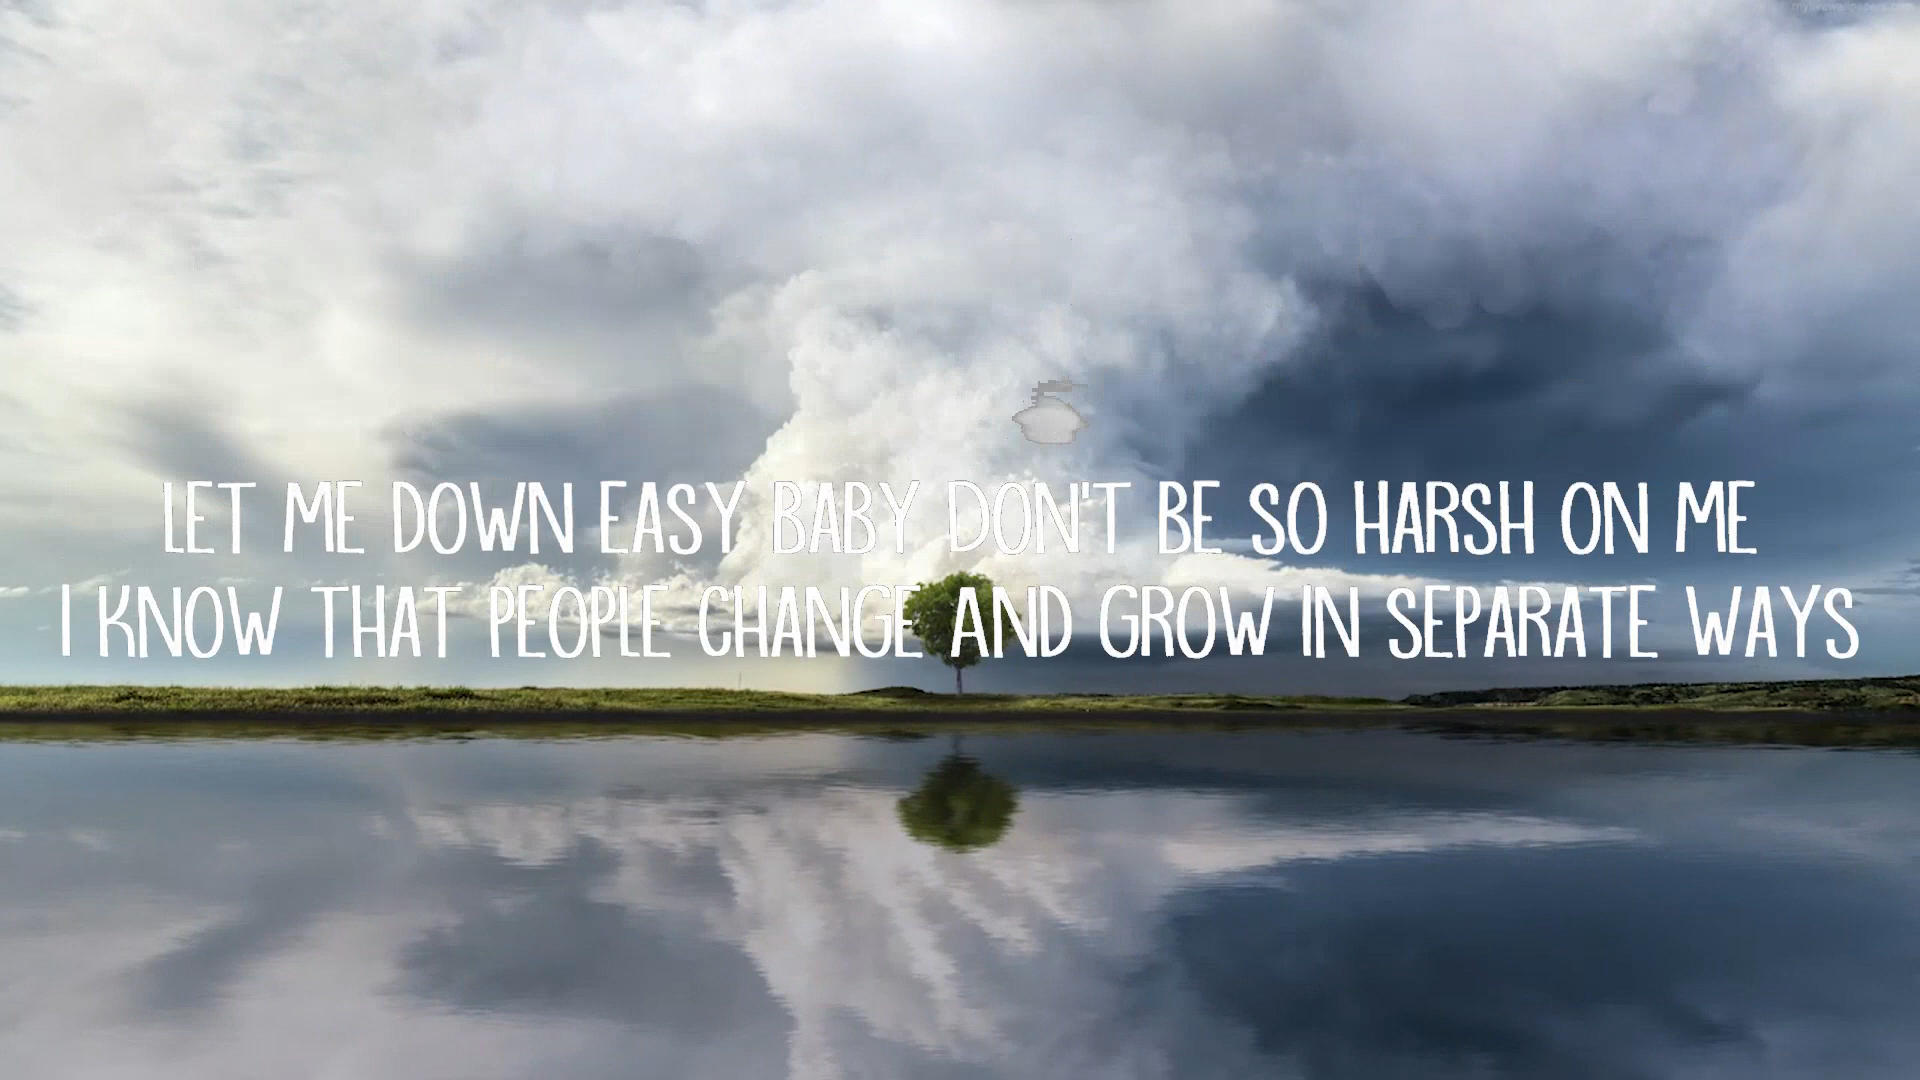 LET ME DOWN EASY BABY DON'T BE SO HARSH ON ME
I KNOW THAT PEOPLE CHANGE AND GROW IN SEPARATE WAYS